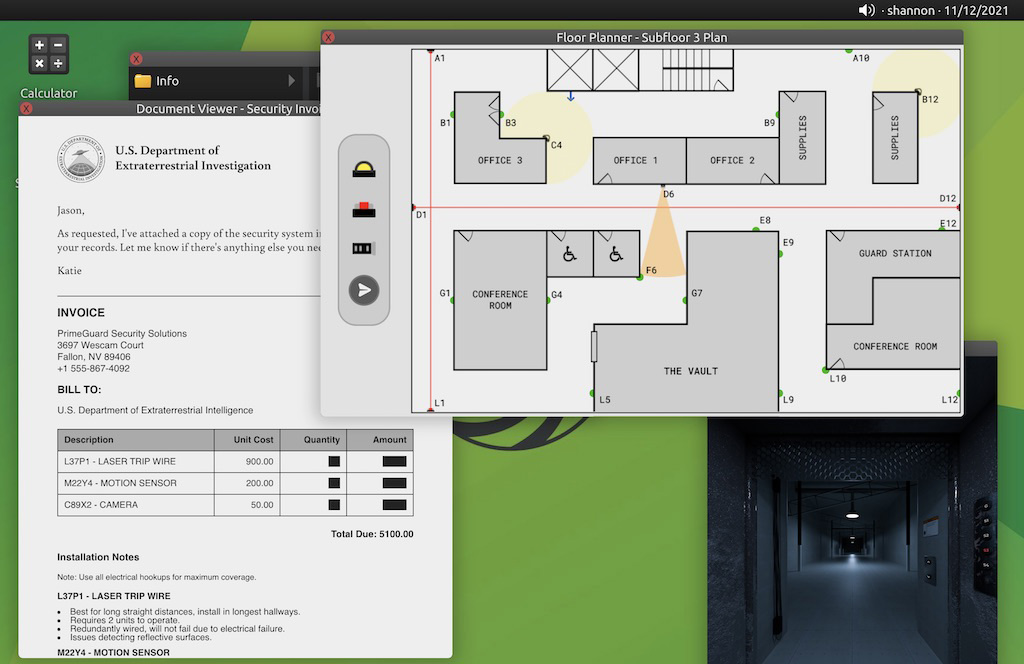 · shannon · 11/12/2021
Calculator
Info
Document Viewer - Security Invoi
U.S. Department of
Extraterrestrial Investigation
Jason,
As requested, I've attached a copy of the security system i
your records. Let me know if there's anything else you nee
Katie
INVOICE
PrimeGuard Security Solutions
3697 Wescam Court
Fallon, NV 89406
+1 555-867-4092
BILL TO:
U.S. Department of Extraterrestrial Intelligence
Description Unit Cost Quantity Amount
L37P1 - LASER TRIP WIRE 900.00
M22Y4 - MOTION SENSOR 200.00
C89X2 - CAMERA 50.00
Total Due: 5100.00
Installation Notes
Note: Use all electrical hookups for maximum coverage.
L37P1 - LASER TRIP WIRE
• Best for long straight distances, install in longest hallways.
• Requires 2 units to operate.
• Redundantly wired, will not fail due to electrical failure.
• Issues detecting reflective surfaces.
M22Y4 - MOTION SENSOR
Floor Planner - Subfloor 3 Plan
A1
A10
B1
B3
B9
B12
C4
OFFICE 3
OFFICE 1
OFFICE 2
SUPPLIES
SUPPLIES
D6
D12
D1
E8
E12
E9
GUARD STATION
F6
G1
CONFERENCE
ROOM
G4
G7
CONFERENCE ROOM
THE VAULT
L10
L1
L5
L9
L12